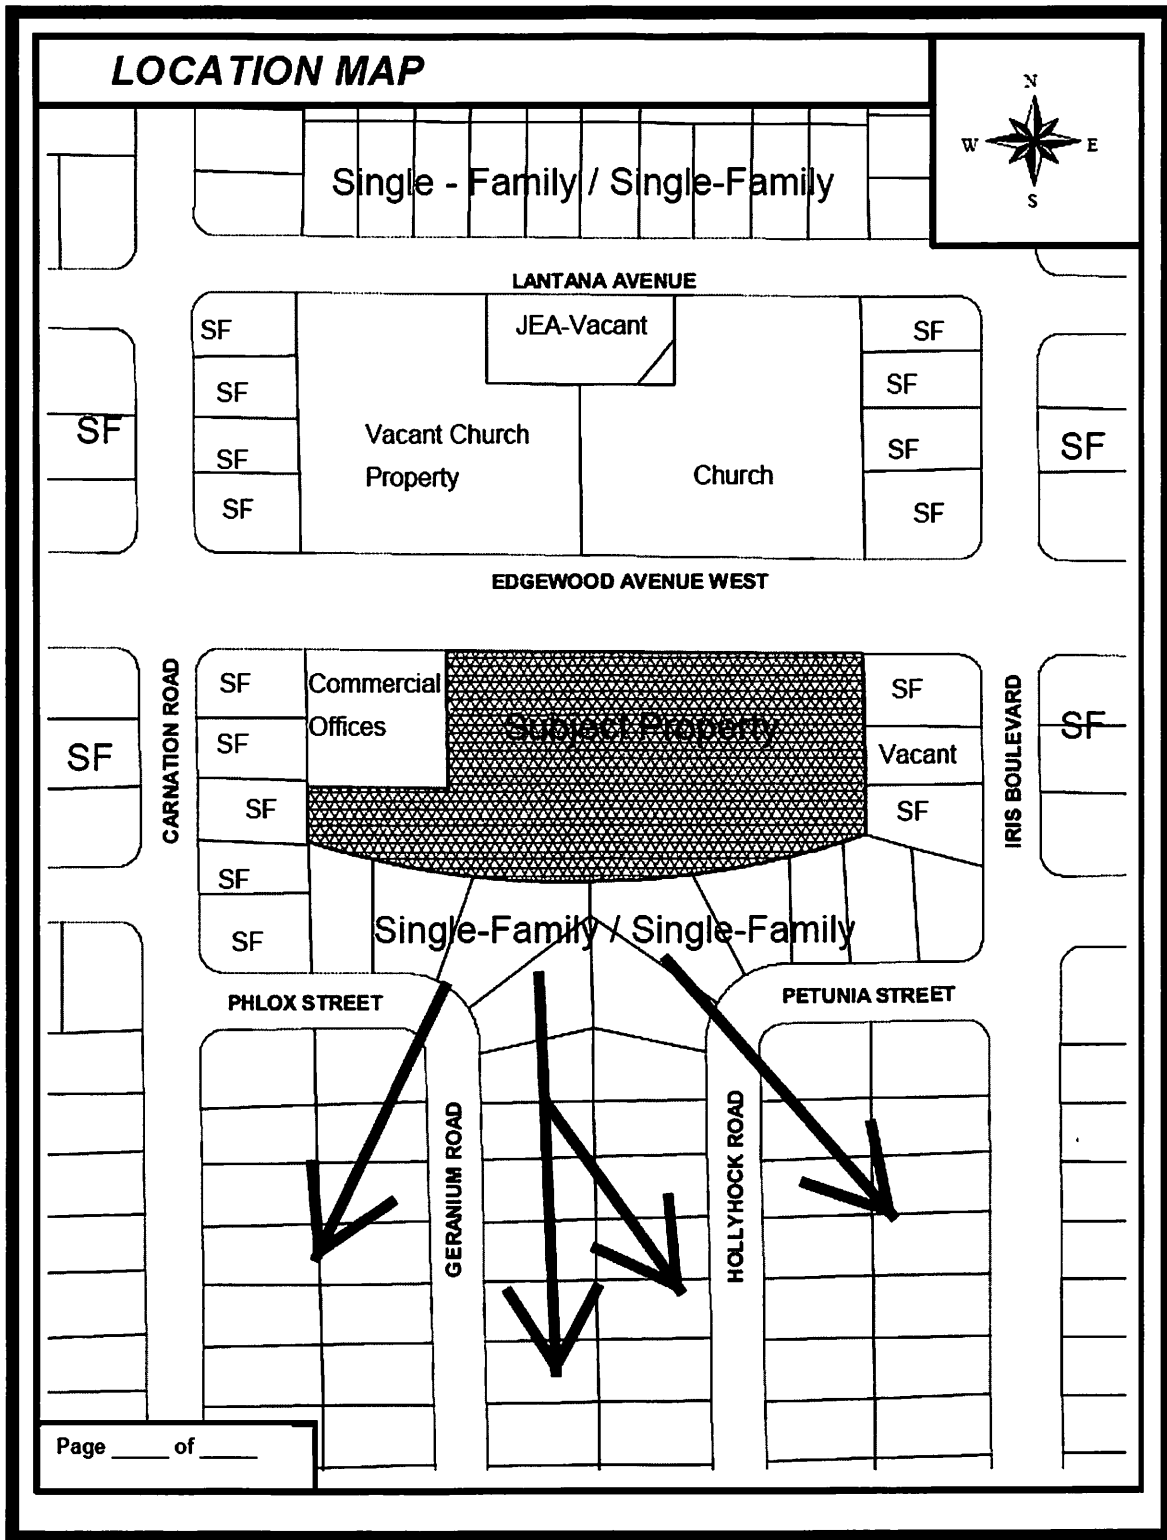 LOCATION MAP
N
W E
S
Single - Family / Single-Family
LANTANA AVENUE
SF
JEA-Vacant
SF
SF
SF
SF
Vacant Church
Property
Church
SF
SF
SF
SF
SF
SF
EDGEWOOD AVENUE WEST
CARNATION ROAD
SF
Commercial
Offices
Subject Property
SF
IRIS BOULEVARD
SF
SF
SF
Vacant
SF
SF
SF
SF
Single-Family / Single-Family
PHLOX STREET
PETUNIA STREET
GERANIUM ROAD
HOLLYHOCK ROAD
Page _____ of _____